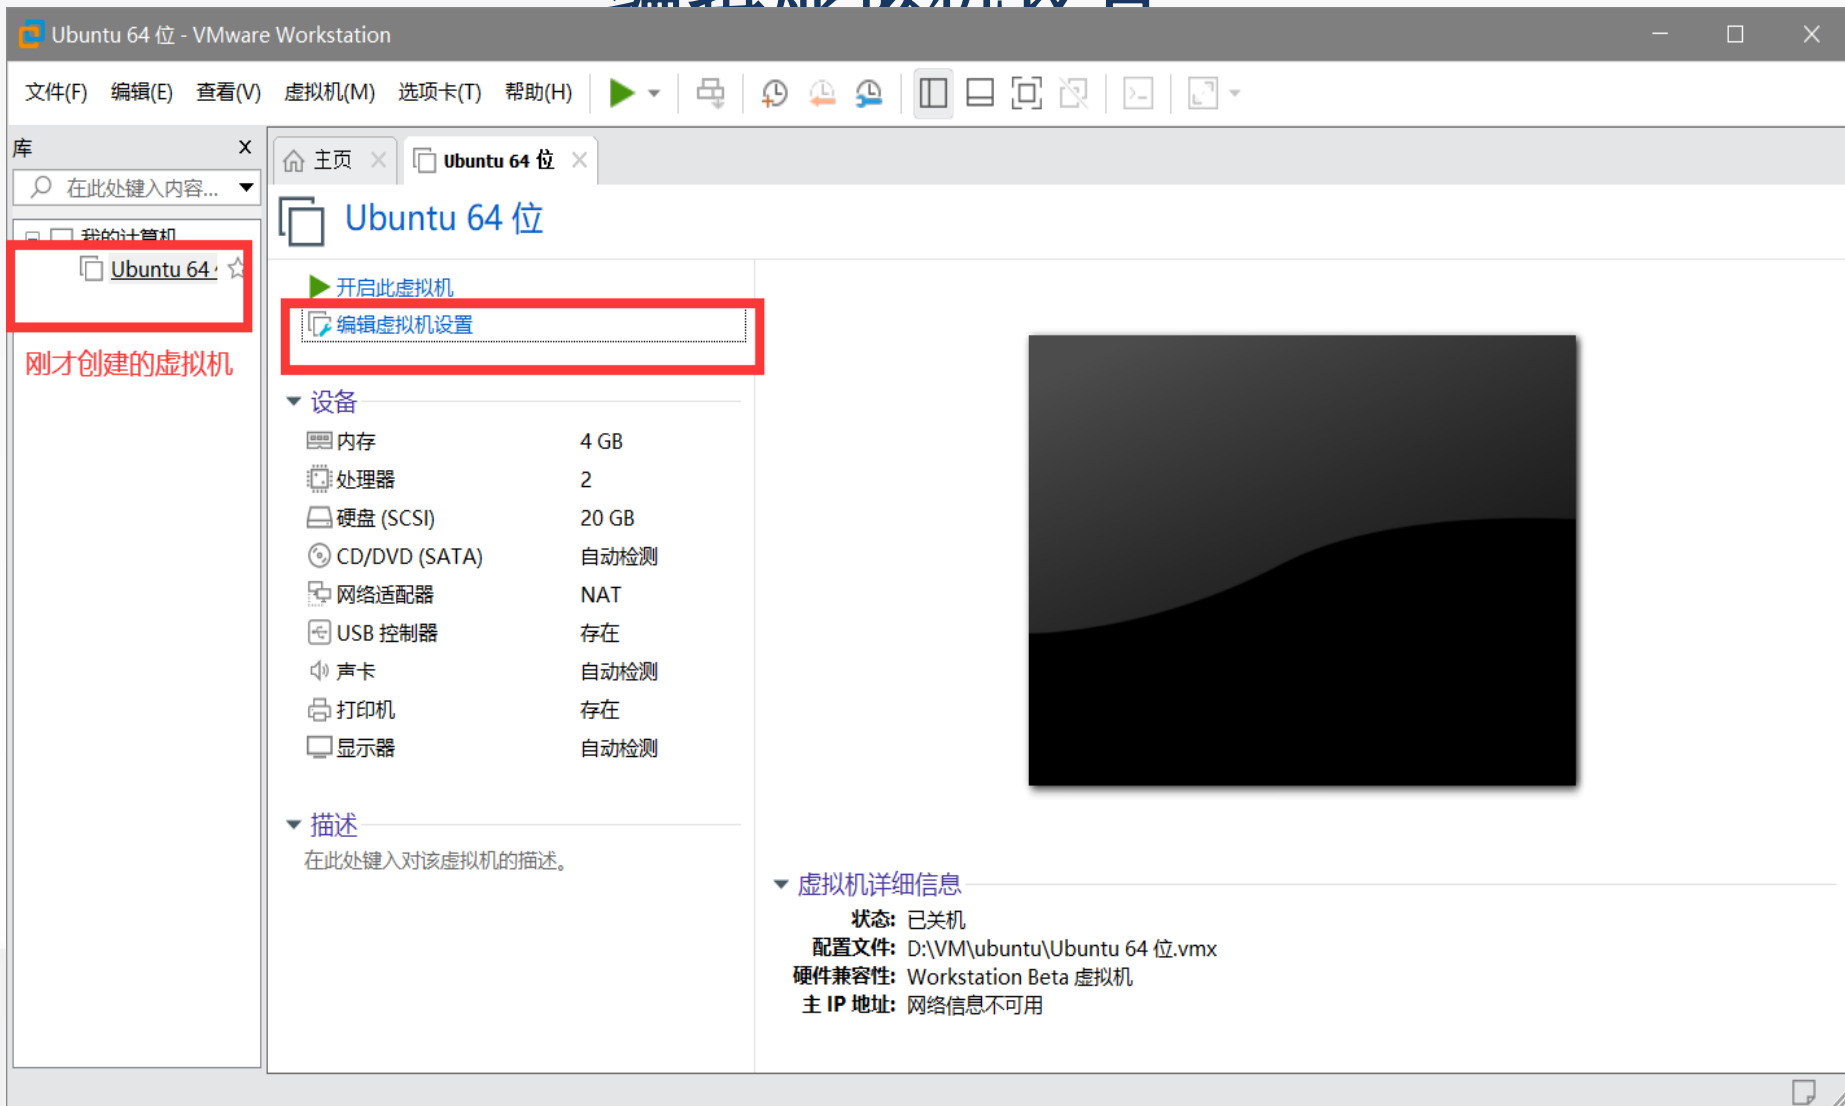 编辑虚拟机设置
Ubuntu 64 位 - VMware Workstation
文件(F) 编辑(E) 查看(V) 虚拟机(M) 选项卡(T) 帮助(H)
库
在此处键入内容...
我的计算机
Ubuntu 64
刚才创建的虚拟机
主页
Ubuntu 64 位
Ubuntu 64 位
开启此虚拟机
编辑虚拟机设置
设备
内存 4 GB
处理器 2
硬盘 (SCSI) 20 GB
CD/DVD (SATA) 自动检测
网络适配器 NAT
USB 控制器 存在
声卡 自动检测
打印机 存在
显示器 自动检测
描述
在此处键入对该虚拟机的描述。
虚拟机详细信息
状态: 已关机
配置文件: D:\VM\ubuntu\Ubuntu 64 位.vmx
硬件兼容性: Workstation Beta 虚拟机
主 IP 地址: 网络信息不可用